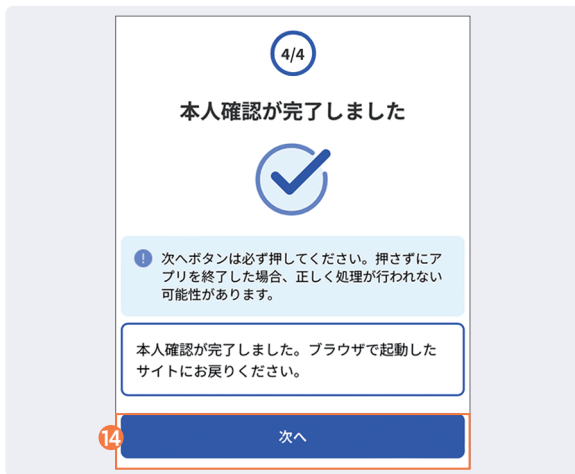 4/4
本人確認が完了しました
! 次へボタンは必ず押してください。押さずにア
プリを終了した場合、正しく処理が行われない
可能性があります。
本人確認が完了しました。ブラウザで起動した
サイトにお戻りください。
14 次へ